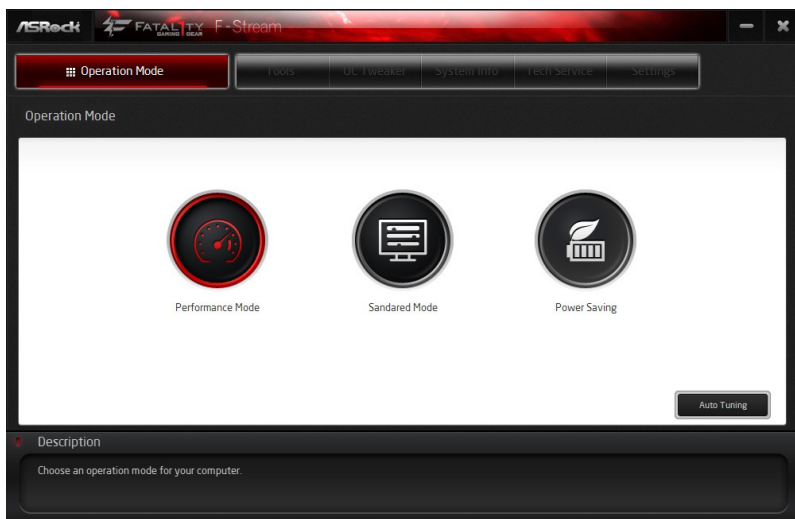 ASRock FATAL1TY GAMING GEAR F-Stream
Operation Mode Tools OC Tweaker System Info Tech Service Settings
Operation Mode
Performance Mode Sandared Mode Power Saving
Auto Tuning
Description
Choose an operation mode for your computer.